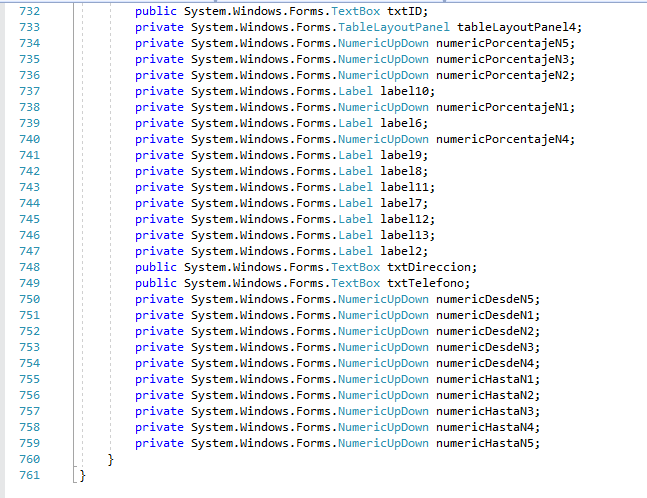 732 public System.Windows.Forms.TextBox txtID;
733 private System.Windows.Forms.TableLayoutPanel tableLayoutPanel4;
734 private System.Windows.Forms.NumericUpDown numericPorcentajeN5;
735 private System.Windows.Forms.NumericUpDown numericPorcentajeN3;
736 private System.Windows.Forms.NumericUpDown numericPorcentajeN2;
737 private System.Windows.Forms.Label label10;
738 private System.Windows.Forms.NumericUpDown numericPorcentajeN1;
739 private System.Windows.Forms.Label label6;
740 private System.Windows.Forms.NumericUpDown numericPorcentajeN4;
741 private System.Windows.Forms.Label label9;
742 private System.Windows.Forms.Label label8;
743 private System.Windows.Forms.Label label11;
744 private System.Windows.Forms.Label label7;
745 private System.Windows.Forms.Label label12;
746 private System.Windows.Forms.Label label13;
747 private System.Windows.Forms.Label label2;
748 public System.Windows.Forms.TextBox txtDireccion;
749 public System.Windows.Forms.TextBox txtTelefono;
750 private System.Windows.Forms.NumericUpDown numericDesdeN5;
751 private System.Windows.Forms.NumericUpDown numericDesdeN1;
752 private System.Windows.Forms.NumericUpDown numericDesdeN2;
753 private System.Windows.Forms.NumericUpDown numericDesdeN3;
754 private System.Windows.Forms.NumericUpDown numericDesdeN4;
755 private System.Windows.Forms.NumericUpDown numericHastaN1;
756 private System.Windows.Forms.NumericUpDown numericHastaN2;
757 private System.Windows.Forms.NumericUpDown numericHastaN3;
758 private System.Windows.Forms.NumericUpDown numericHastaN4;
759 private System.Windows.Forms.NumericUpDown numericHastaN5;
760 }
761 }